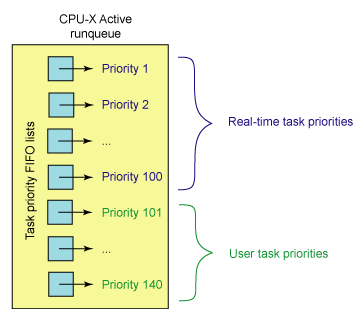 CPU-X Active
runqueue
Task priority FIFO lists
Priority 1
Priority 2
...
Priority 100
Priority 101
...
Priority 140
Real-time task priorities
User task priorities